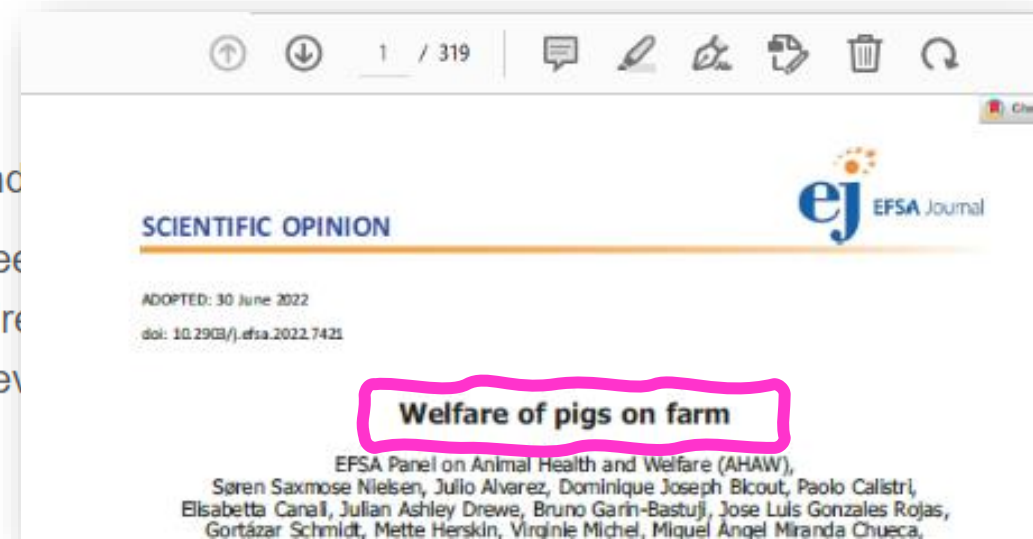 1 / 319
SCIENTIFIC OPINION
ej EFSA Journal
ADOPTED: 30 June 2022
doi: 10.2903/j.efsa.2022.7421
Welfare of pigs on farm
EFSA Panel on Animal Health and Welfare (AHAW),
Søren Saxmose Nielsen, Julio Alvarez, Dominique Joseph Bicout, Paolo Calistri,
Elisabetta Canali, Julian Ashley Drewe, Bruno Garin-Bastuji, Jose Luis Gonzales Rojas,
Gortázar Schmidt, Mette Herskin, Virginie Michel, Miguel Ángel Miranda Chueca,